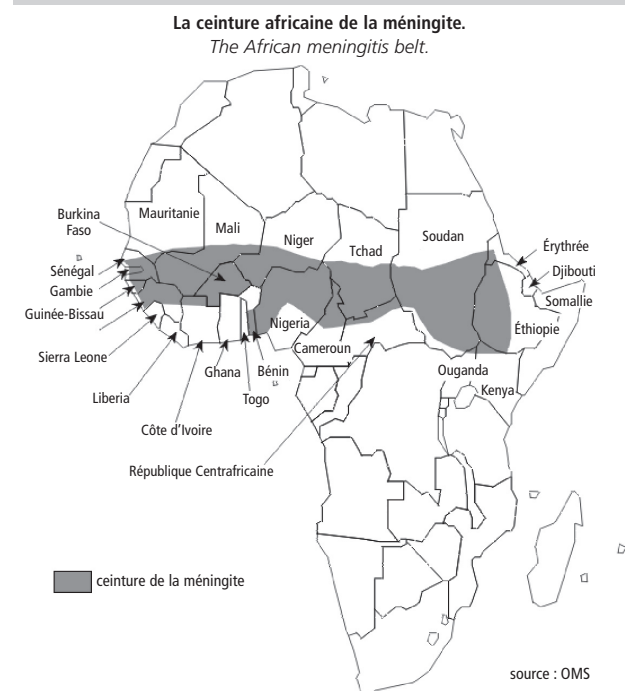 La ceinture africaine de la méningite.
The African meningitis belt.
Burkina
Faso
Mauritanie
Mali
Niger
Tchad
Soudan
Érythrée
Djibouti
Somallie
Éthiopie
Sénégal
Gambie
Guinée-Bissau
Sierra Leone
Liberia
Côte d'Ivoire
Ghana
Togo
Bénin
Nigeria
Cameroun
Ouganda
Kenya
République Centrafricaine
ceinture de la méningite
source : OMS